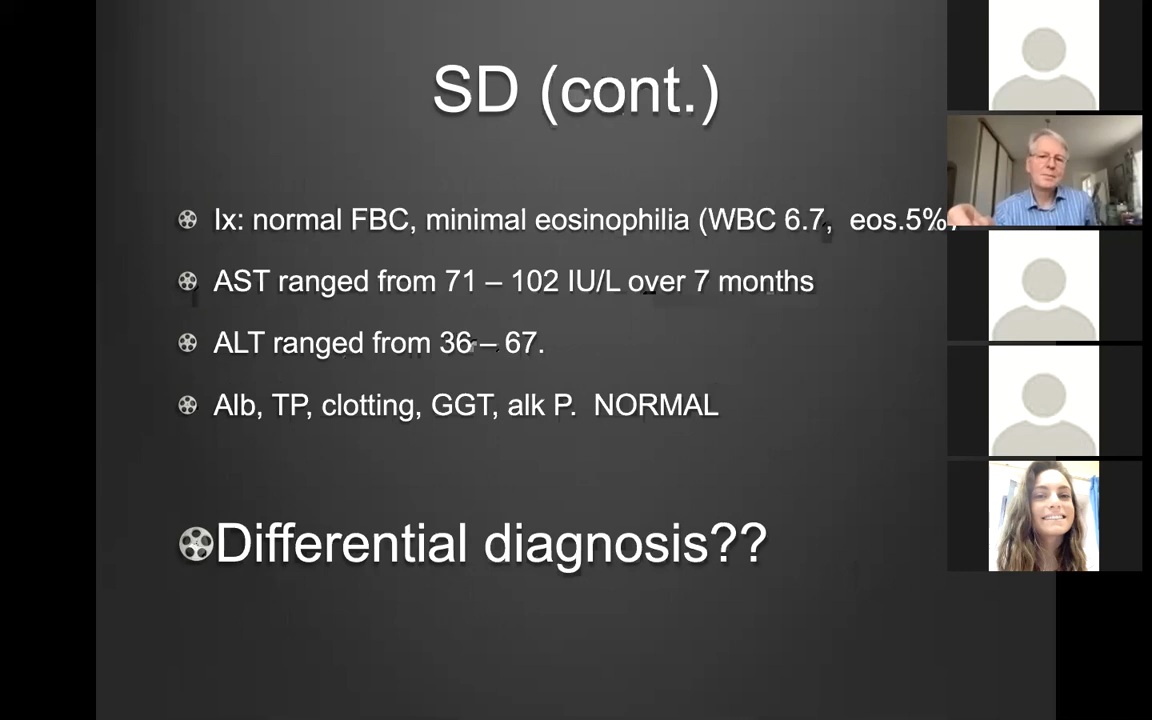 SD (cont.)
Ix: normal FBC, minimal eosinophilia (WBC 6.7, eos.5%
AST ranged from 71 – 102 IU/L over 7 months
ALT ranged from 36 – 67.
Alb, TP, clotting, GGT, alk P. NORMAL
Differential diagnosis??